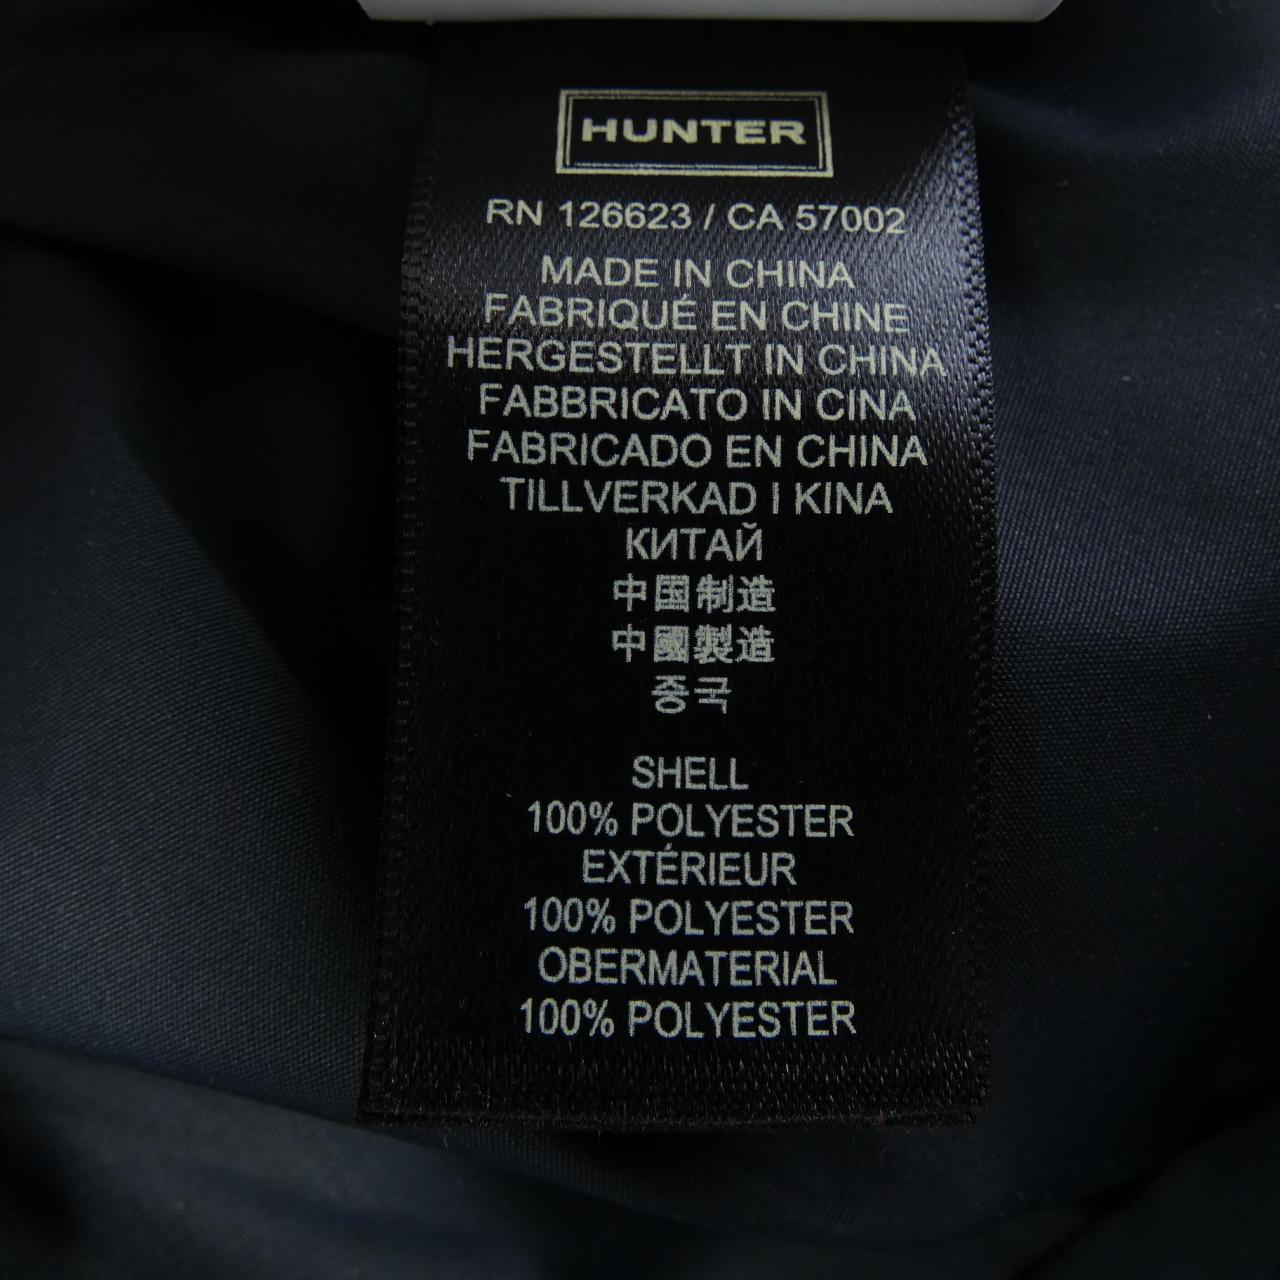 HUNTER
RN 126623 / CA 57002
MADE IN CHINA
FABRIQUÉ EN CHINE
HERGESTELLT IN CHINA
FABBRICATO IN CINA
FABRICADO EN CHINA
TILLVERKAD I KINA
КИТАЙ
中国制造
中國製造
중국
SHELL
100% POLYESTER
EXTÉRIEUR
100% POLYESTER
OBERMATERIAL
100% POLYESTER